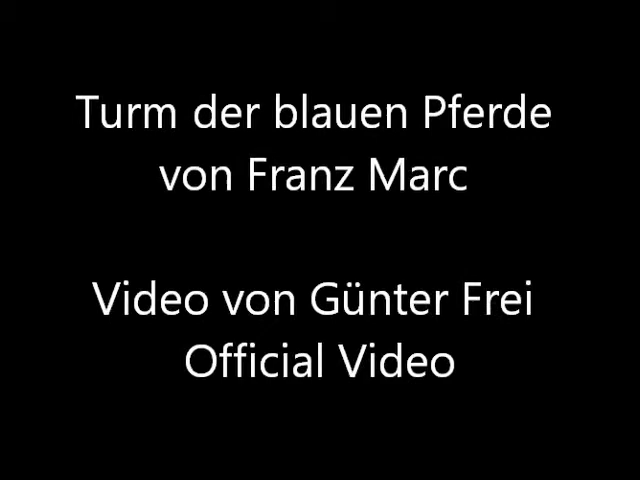 Turm der blauen Pferde
von Franz Marc
Video von Günter Frei
Official Video